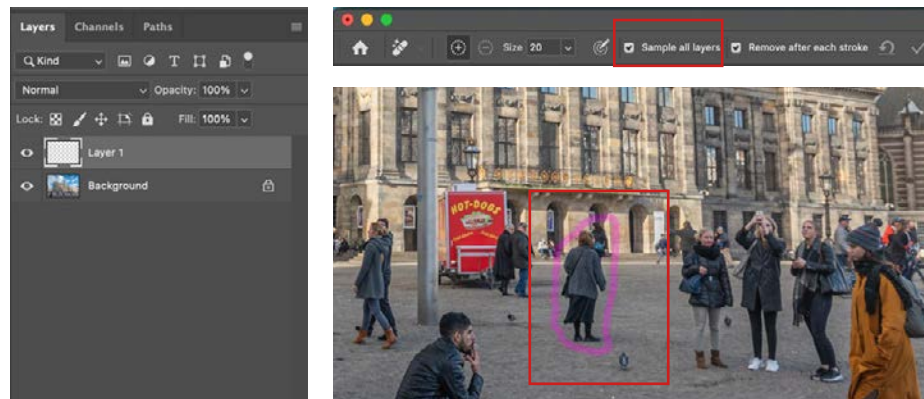 Layers Channels Paths
Kind
Normal Opacity: 100%
Lock: Fill: 100%
Layer 1
Background
Size 20 Sample all layers Remove after each stroke
HOT-DOGS